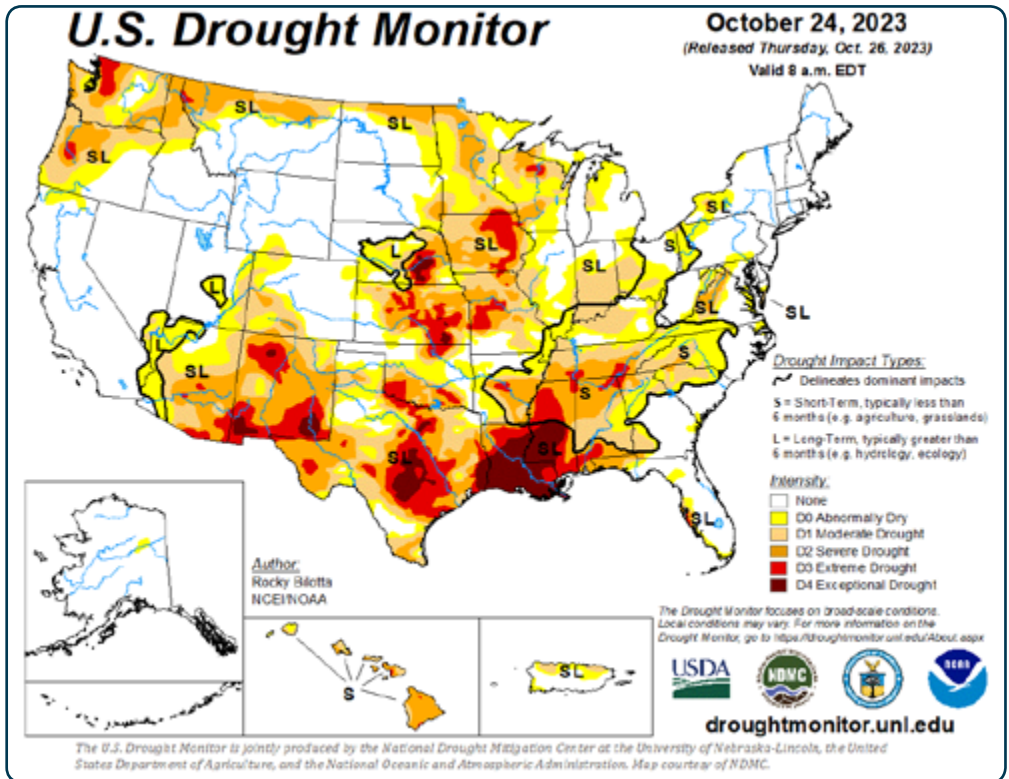 U.S. Drought Monitor
October 24, 2023
(Released Thursday, Oct. 26, 2023)
Valid 8 a.m. EDT
SL
SL
SL
L
SL
SL
S
SL
L
SL
SL
L
SL
S
S
SL
SL
SL
Drought Impact Types:
Delineates dominant impacts
S = Short-Term, typically less than
6 months (e.g. agriculture, grasslands)
L = Long-Term, typically greater than
6 months (e.g. hydrology, ecology)
Intensity:
None
D0 Abnormally Dry
D1 Moderate Drought
D2 Severe Drought
D3 Extreme Drought
D4 Exceptional Drought
Author:
Rocky Bilotta
NCEI/NOAA
S
SL
The Drought Monitor focuses on broad-scale conditions.
Local conditions may vary. For more information on the
Drought Monitor, go to https://droughtmonitor.unl.edu/About.aspx
USDA
NDMC
NOAA
droughtmonitor.unl.edu
The U.S. Drought Monitor is jointly produced by the National Drought Mitigation Center at the University of Nebraska-Lincoln, the United
States Department of Agriculture, and the National Oceanic and Atmospheric Administration. Map courtesy of NDMC.